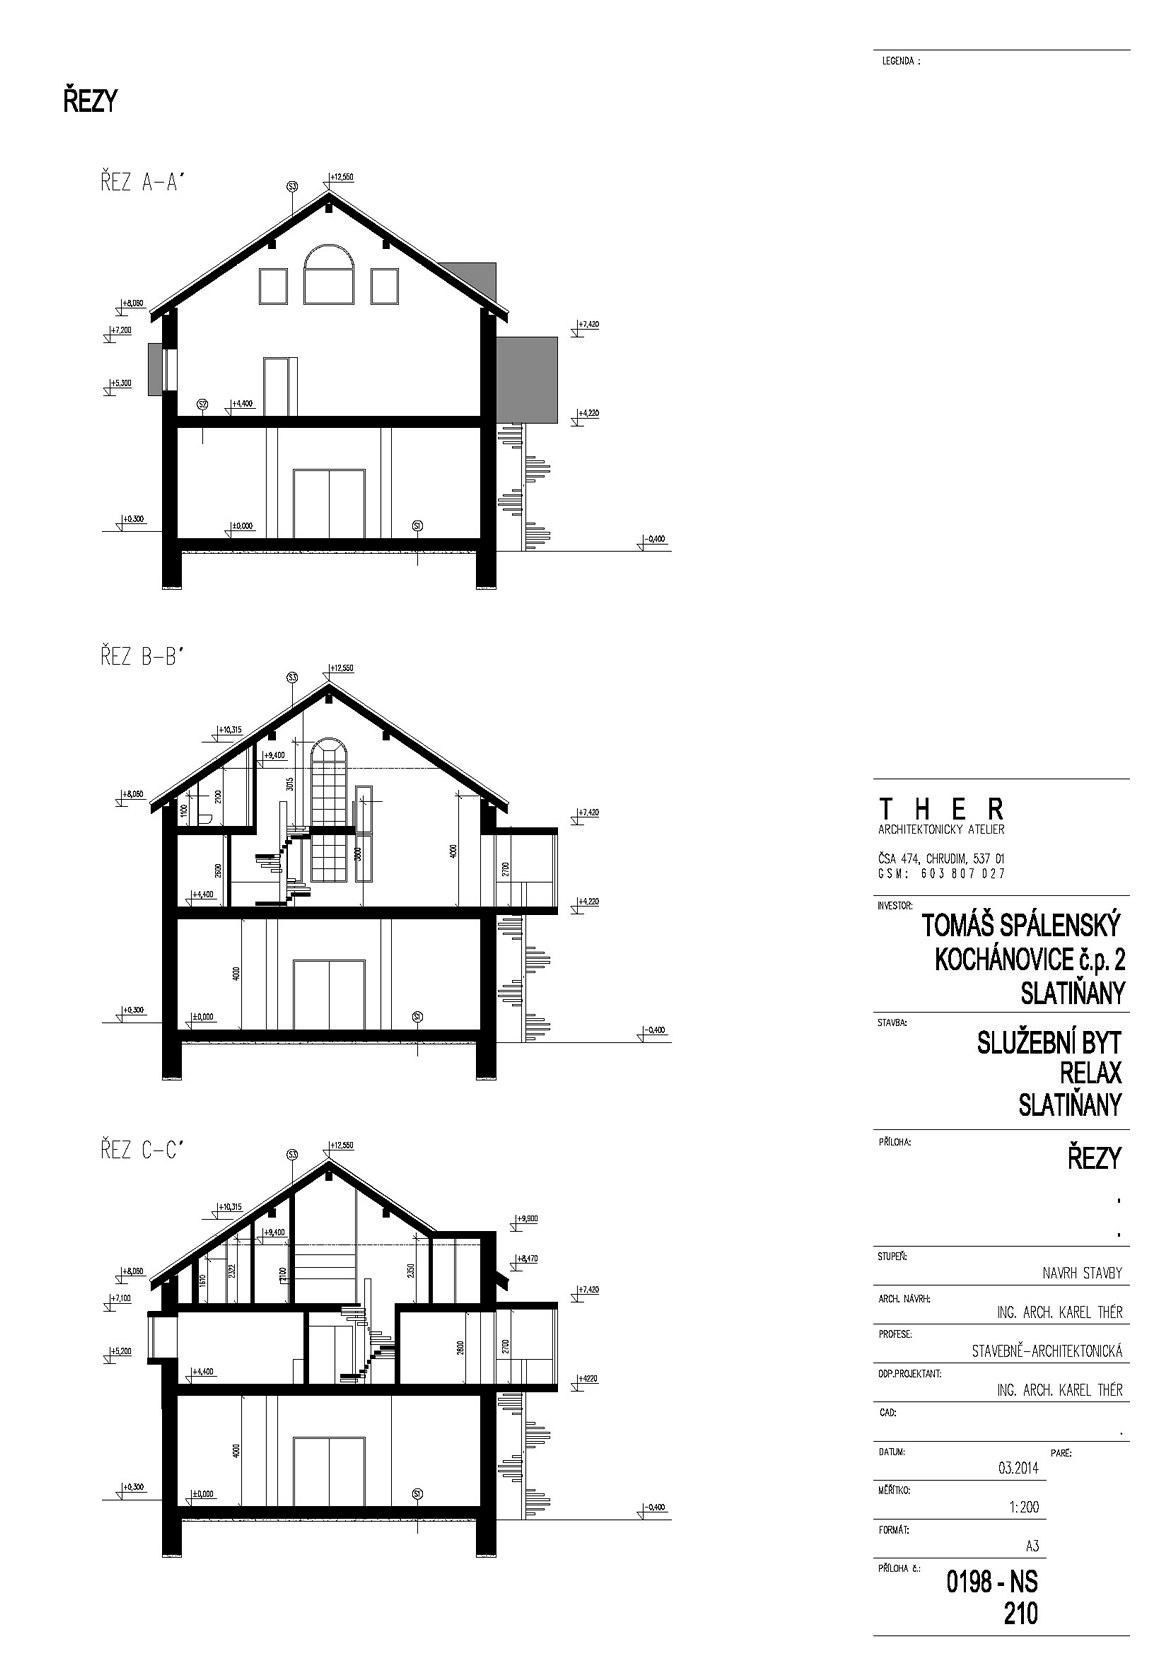 LEGENDA :
ŘEZY
ŘEZ A-A´
S3
+12,550
+8,050
+7,200
+7,420
+5,300
S2
+4,400
+4,220
+0,300
±0,000
S1
-0,400
ŘEZ B-B´
S3
+12,550
+10,315
+9,400
3015
2100
1100
+8,050
+7,420
3800
4000
2700
2600
+4,400
+4,220
4000
+0,300
±0,000
S1
-0,400
ŘEZ C-C´
S3
+12,550
+10,315
+9,900
+9,400
+8,470
+8,050
1610
2322
2100
2350
+7,420
+7,100
2600
2700
+5,200
+4,400
+4220
4000
+0,300
±0,000
S1
-0,400
THER
ARCHITEKTONICKÝ ATELIER
ČSA 474, CHRUDIM, 537 01
GSM: 603 807 027
INVESTOR:
TOMÁŠ SPÁLENSKÝ
KOCHÁNOVICE č.p. 2
SLATIŇANY
STAVBA:
SLUŽEBNÍ BYT
RELAX
SLATIŇANY
PŘÍLOHA:
ŘEZY
.
.
STUPEŇ:
NAVRH STAVBY
ARCH. NÁVRH:
ING. ARCH. KAREL THÉR
PROFESE:
STAVEBNĚ-ARCHITEKTONICKÁ
ODP.PROJEKTANT:
ING. ARCH. KAREL THÉR
CAD:
.
DATUM:
PARÉ:
03.2014
MĚŘÍTKO:
1:200
FORMÁT:
A3
PŘÍLOHA č.:
0198 - NS
210